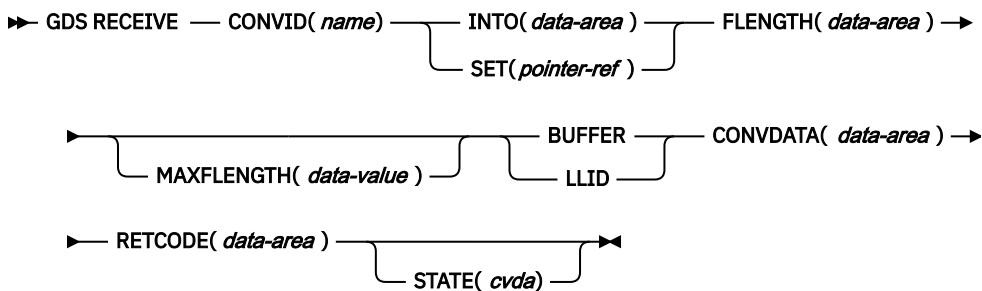 GDS RECEIVE CONVID( name) INTO( data-area ) FLENGTH( data-area )
SET( pointer-ref )
BUFFER CONVDATA( data-area )
MAXFLENGTH( data-value ) LLID
RETCODE( data-area )
STATE( cvda)